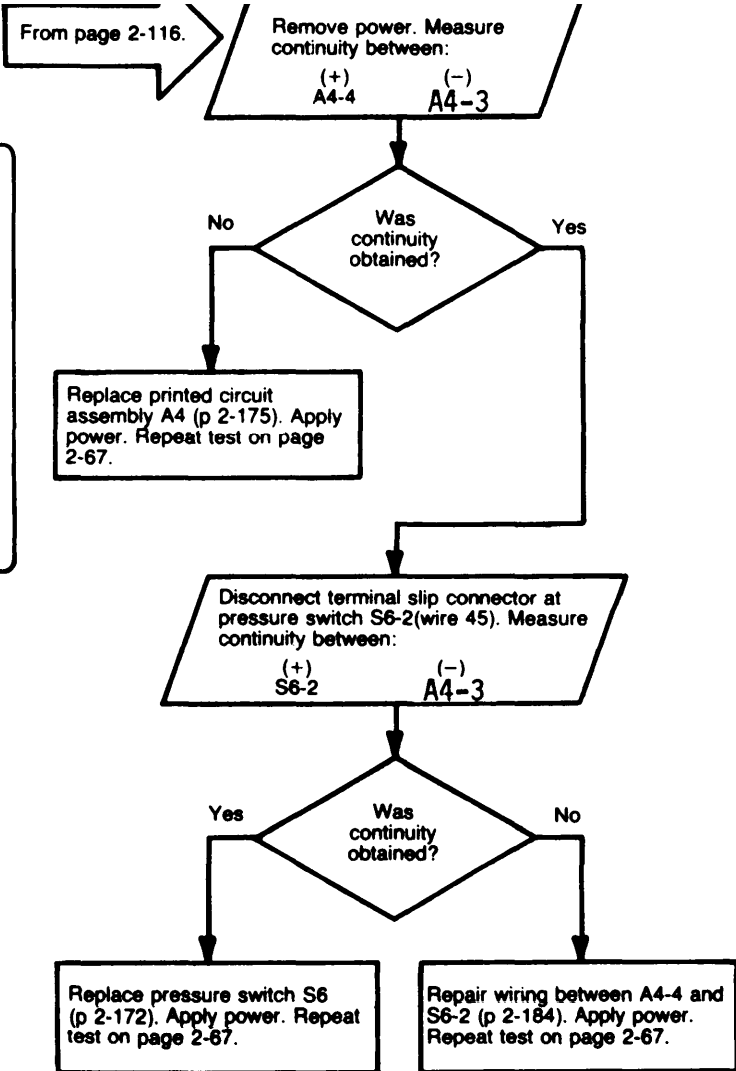 From page 2-116.
Remove power. Measure
continuity between:
(+) (-)
A4-4 A4-3
Was
continuity
obtained?
No
Yes
Replace printed circuit
assembly A4 (p 2-175). Apply
power. Repeat test on page
2-67.
Disconnect terminal slip connector at
pressure switch S6-2(wire 45). Measure
continuity between:
(+) (-)
S6-2 A4-3
Was
continuity
obtained?
Yes
No
Replace pressure switch S6
(p 2-172). Apply power. Repeat
test on page 2-67.
Repair wiring between A4-4 and
S6-2 (p 2-184). Apply power.
Repeat test on page 2-67.